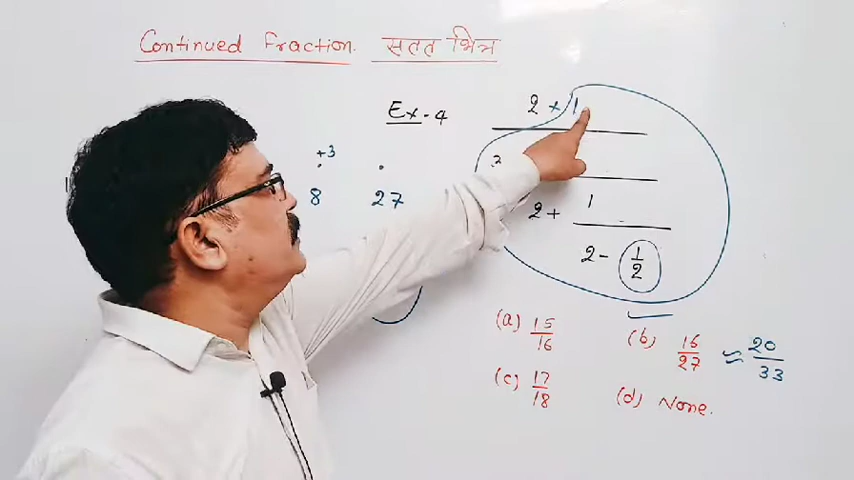 Continued Fraction. सतत भिन्न
Ex-4
2 + 1
2
2 + 1
2 - 1/2
+3
8 27
(a) 15/16 (b) 16/27 ≈ 20/33
(c) 17/18 (d) None.